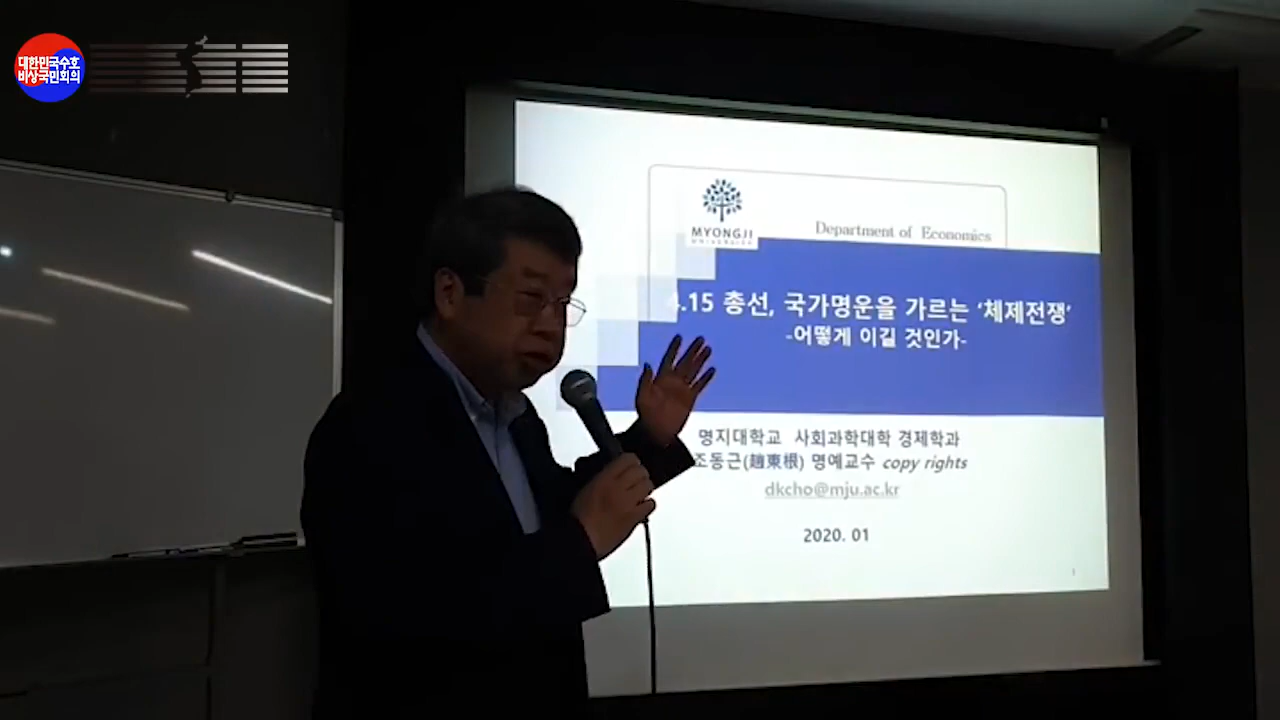 대한민국수호
비상국민회의
MYONGJI
UNIVERSITY
Department of Economics
4.15 총선, 국가명운을 가르는 ‘체제전쟁’
-어떻게 이길 것인가-
명지대학교 사회과학대학 경제학과
조동근(趙東根) 명예교수 copy rights
dkcho@mju.ac.kr
2020. 01
1